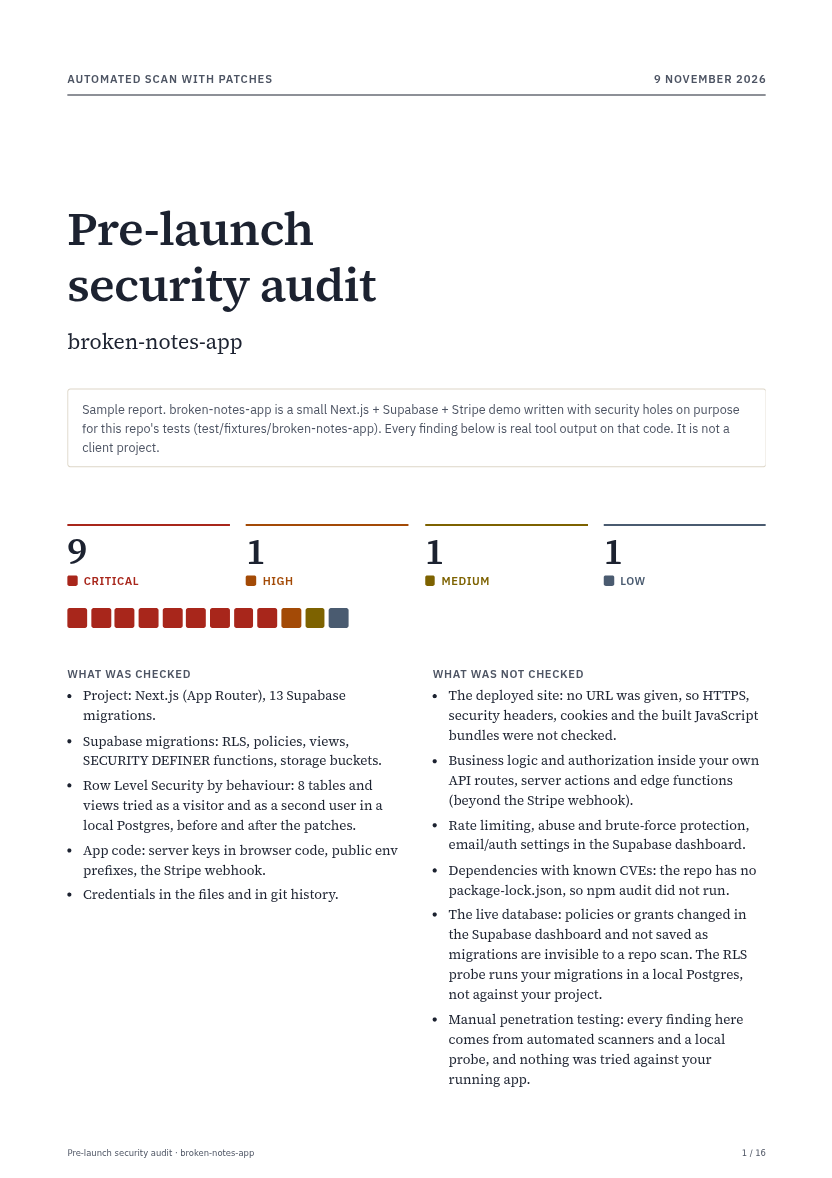 AUTOMATED SCAN WITH PATCHES
9 NOVEMBER 2026
Pre-launch
security audit
broken-notes-app
Sample report. broken-notes-app is a small Next.js + Supabase + Stripe demo written with security holes on purpose
for this repo's tests (test/fixtures/broken-notes-app). Every finding below is real tool output on that code. It is not a
client project.
9
CRITICAL
1
HIGH
1
MEDIUM
1
LOW
WHAT WAS CHECKED
• Project: Next.js (App Router), 13 Supabase
migrations.
• Supabase migrations: RLS, policies, views,
SECURITY DEFINER functions, storage buckets.
• Row Level Security by behaviour: 8 tables and
views tried as a visitor and as a second user in a
local Postgres, before and after the patches.
• App code: server keys in browser code, public env
prefixes, the Stripe webhook.
• Credentials in the files and in git history.
WHAT WAS NOT CHECKED
• The deployed site: no URL was given, so HTTPS,
security headers, cookies and the built JavaScript
bundles were not checked.
• Business logic and authorization inside your own
API routes, server actions and edge functions
(beyond the Stripe webhook).
• Rate limiting, abuse and brute-force protection,
email/auth settings in the Supabase dashboard.
• Dependencies with known CVEs: the repo has no
package-lock.json, so npm audit did not run.
• The live database: policies or grants changed in
the Supabase dashboard and not saved as
migrations are invisible to a repo scan. The RLS
probe runs your migrations in a local Postgres,
not against your project.
• Manual penetration testing: every finding here
comes from automated scanners and a local
probe, and nothing was tried against your
running app.
Pre-launch security audit · broken-notes-app
1 / 16